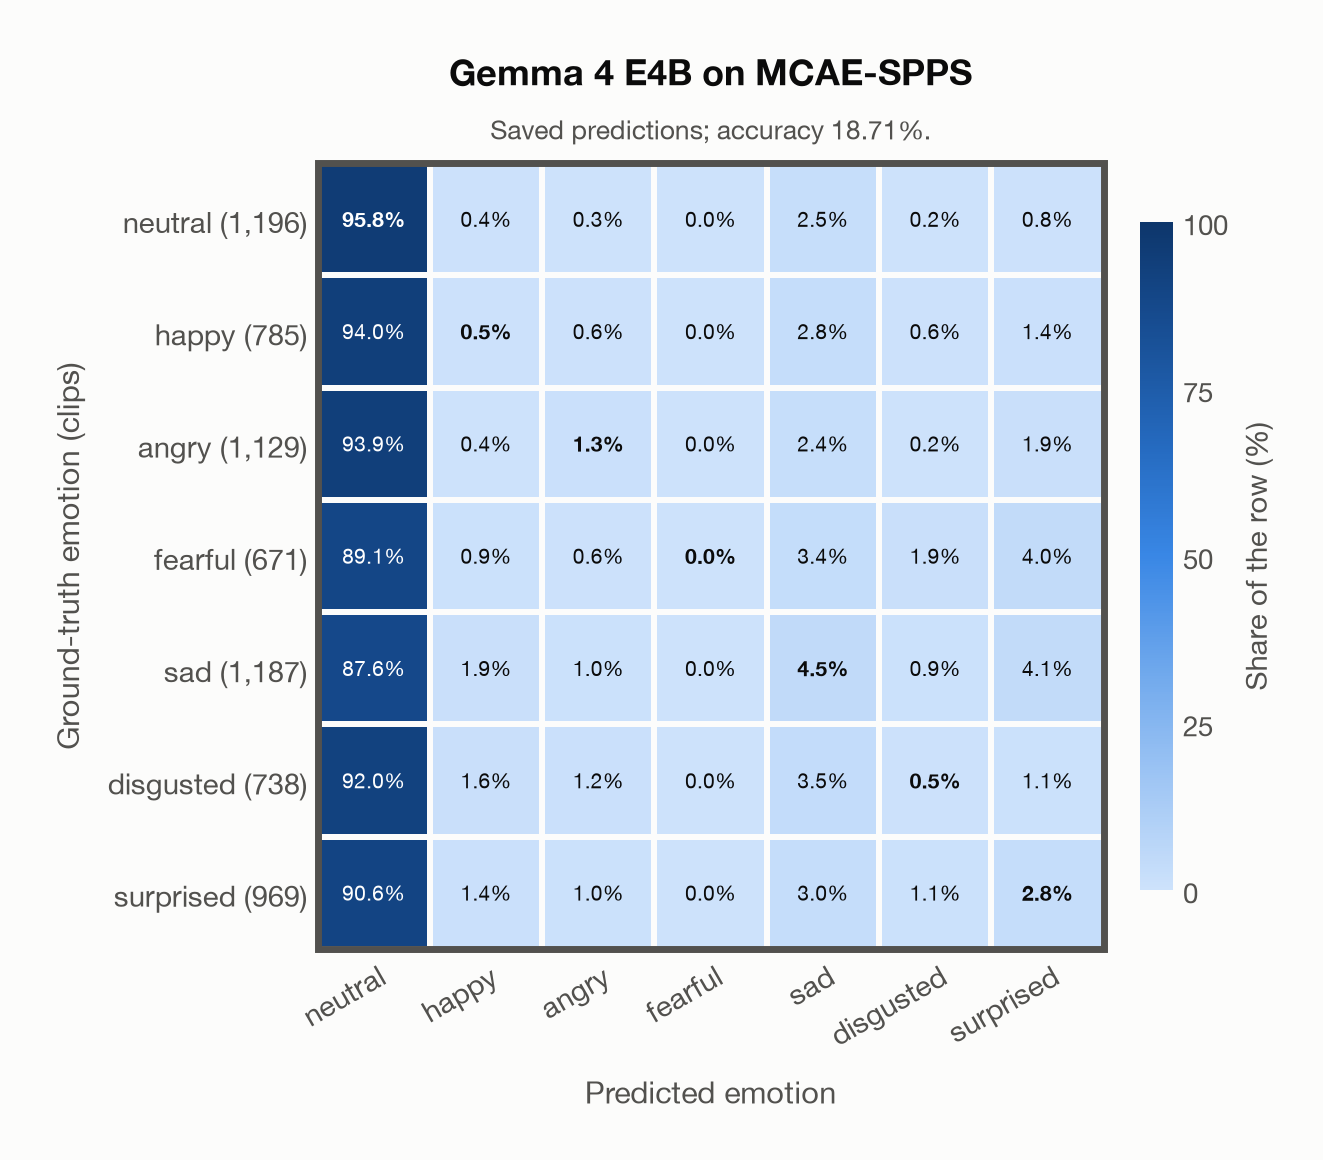 Gemma 4 E4B on MCAE-SPPS
Saved predictions; accuracy 18.71%.
Ground-truth emotion (clips)
neutral (1,196) 95.8% 0.4% 0.3% 0.0% 2.5% 0.2% 0.8%
happy (785) 94.0% 0.5% 0.6% 0.0% 2.8% 0.6% 1.4%
angry (1,129) 93.9% 0.4% 1.3% 0.0% 2.4% 0.2% 1.9%
fearful (671) 89.1% 0.9% 0.6% 0.0% 3.4% 1.9% 4.0%
sad (1,187) 87.6% 1.9% 1.0% 0.0% 4.5% 0.9% 4.1%
disgusted (738) 92.0% 1.6% 1.2% 0.0% 3.5% 0.5% 1.1%
surprised (969) 90.6% 1.4% 1.0% 0.0% 3.0% 1.1% 2.8%
neutral happy angry fearful sad disgusted surprised
Predicted emotion
100
75
50
25
0
Share of the row (%)